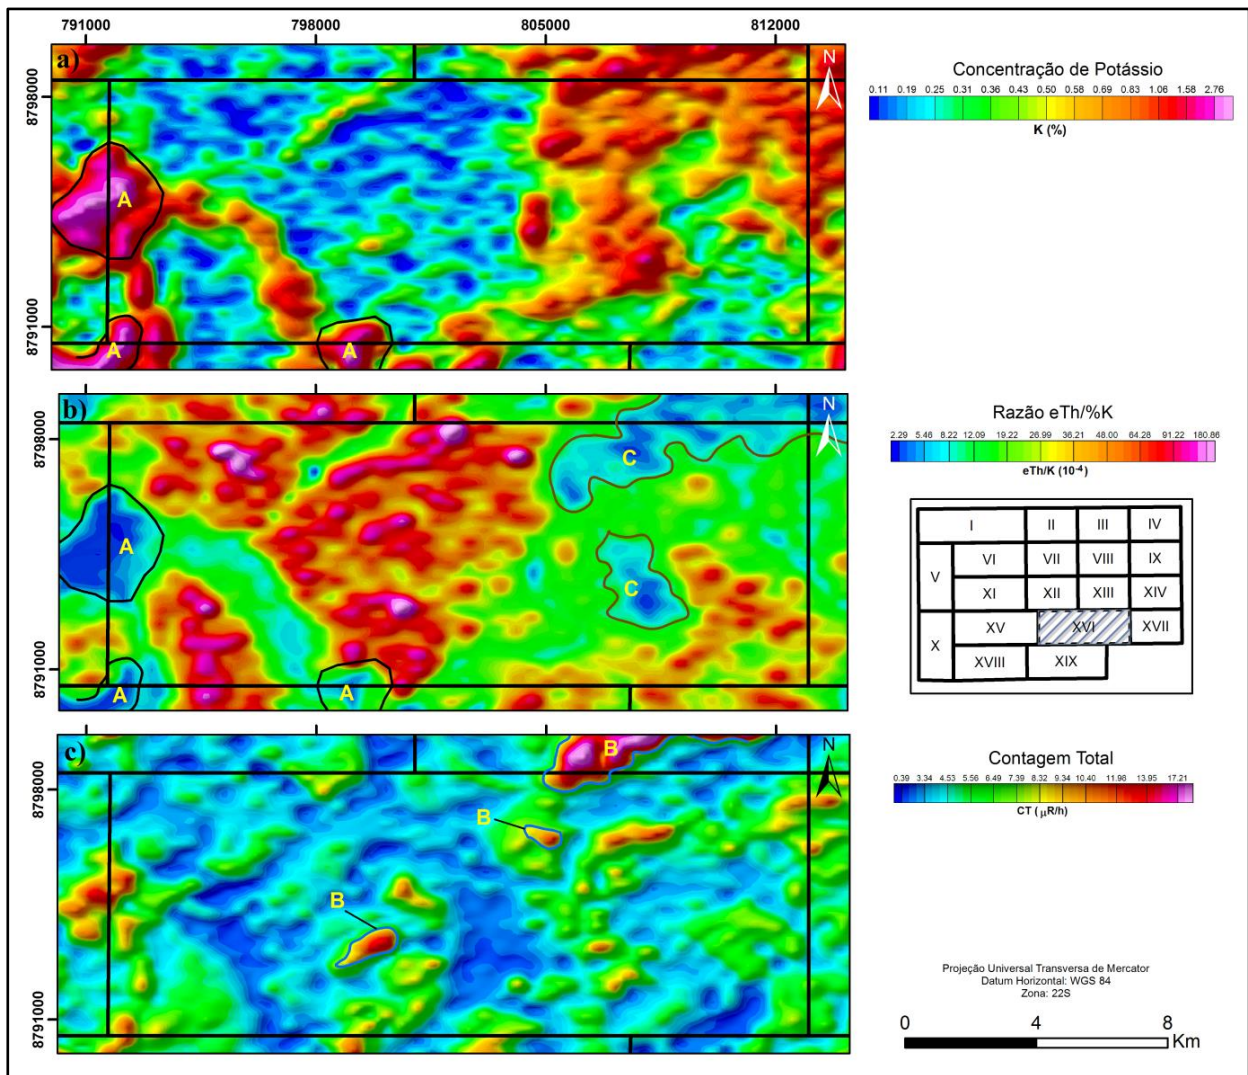 791000 798000 805000 812000
a)
N
8798000
8791000
A
A
A
Concentração de Potássio
0.11 0.19 0.25 0.31 0.36 0.43 0.50 0.58 0.69 0.83 1.06 1.58 2.76
K (%)
b)
N
8798000
8791000
A
A
A
C
C
Razão eTh/%K
2.29 5.46 8.22 12.09 19.22 26.99 36.21 48.00 64.28 91.22 180.86
eTh/K (10⁻⁴)
I II III IV
V VI VII VIII IX
XI XII XIII XIV
X XV XVI XVII
XVIII XIX
c)
N
8798000
8791000
B
B
B
Contagem Total
0.39 3.34 4.53 5.56 6.49 7.39 8.32 9.34 10.40 11.98 13.95 17.21
CT ( µR/h)
Projeção Universal Transversa de Mercator
Datum Horizontal: WGS 84
Zona: 22S
0 4 8
Km